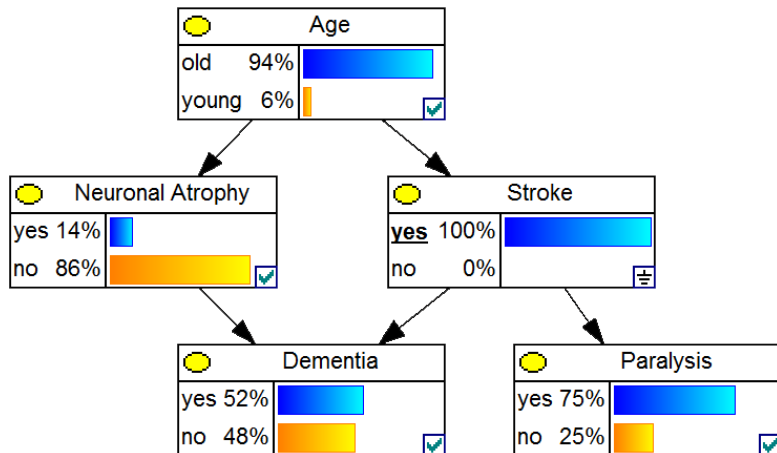 Age
old 94%
young 6%
Neuronal Atrophy
yes 14%
no 86%
Stroke
yes 100%
no 0%
Dementia
yes 52%
no 48%
Paralysis
yes 75%
no 25%